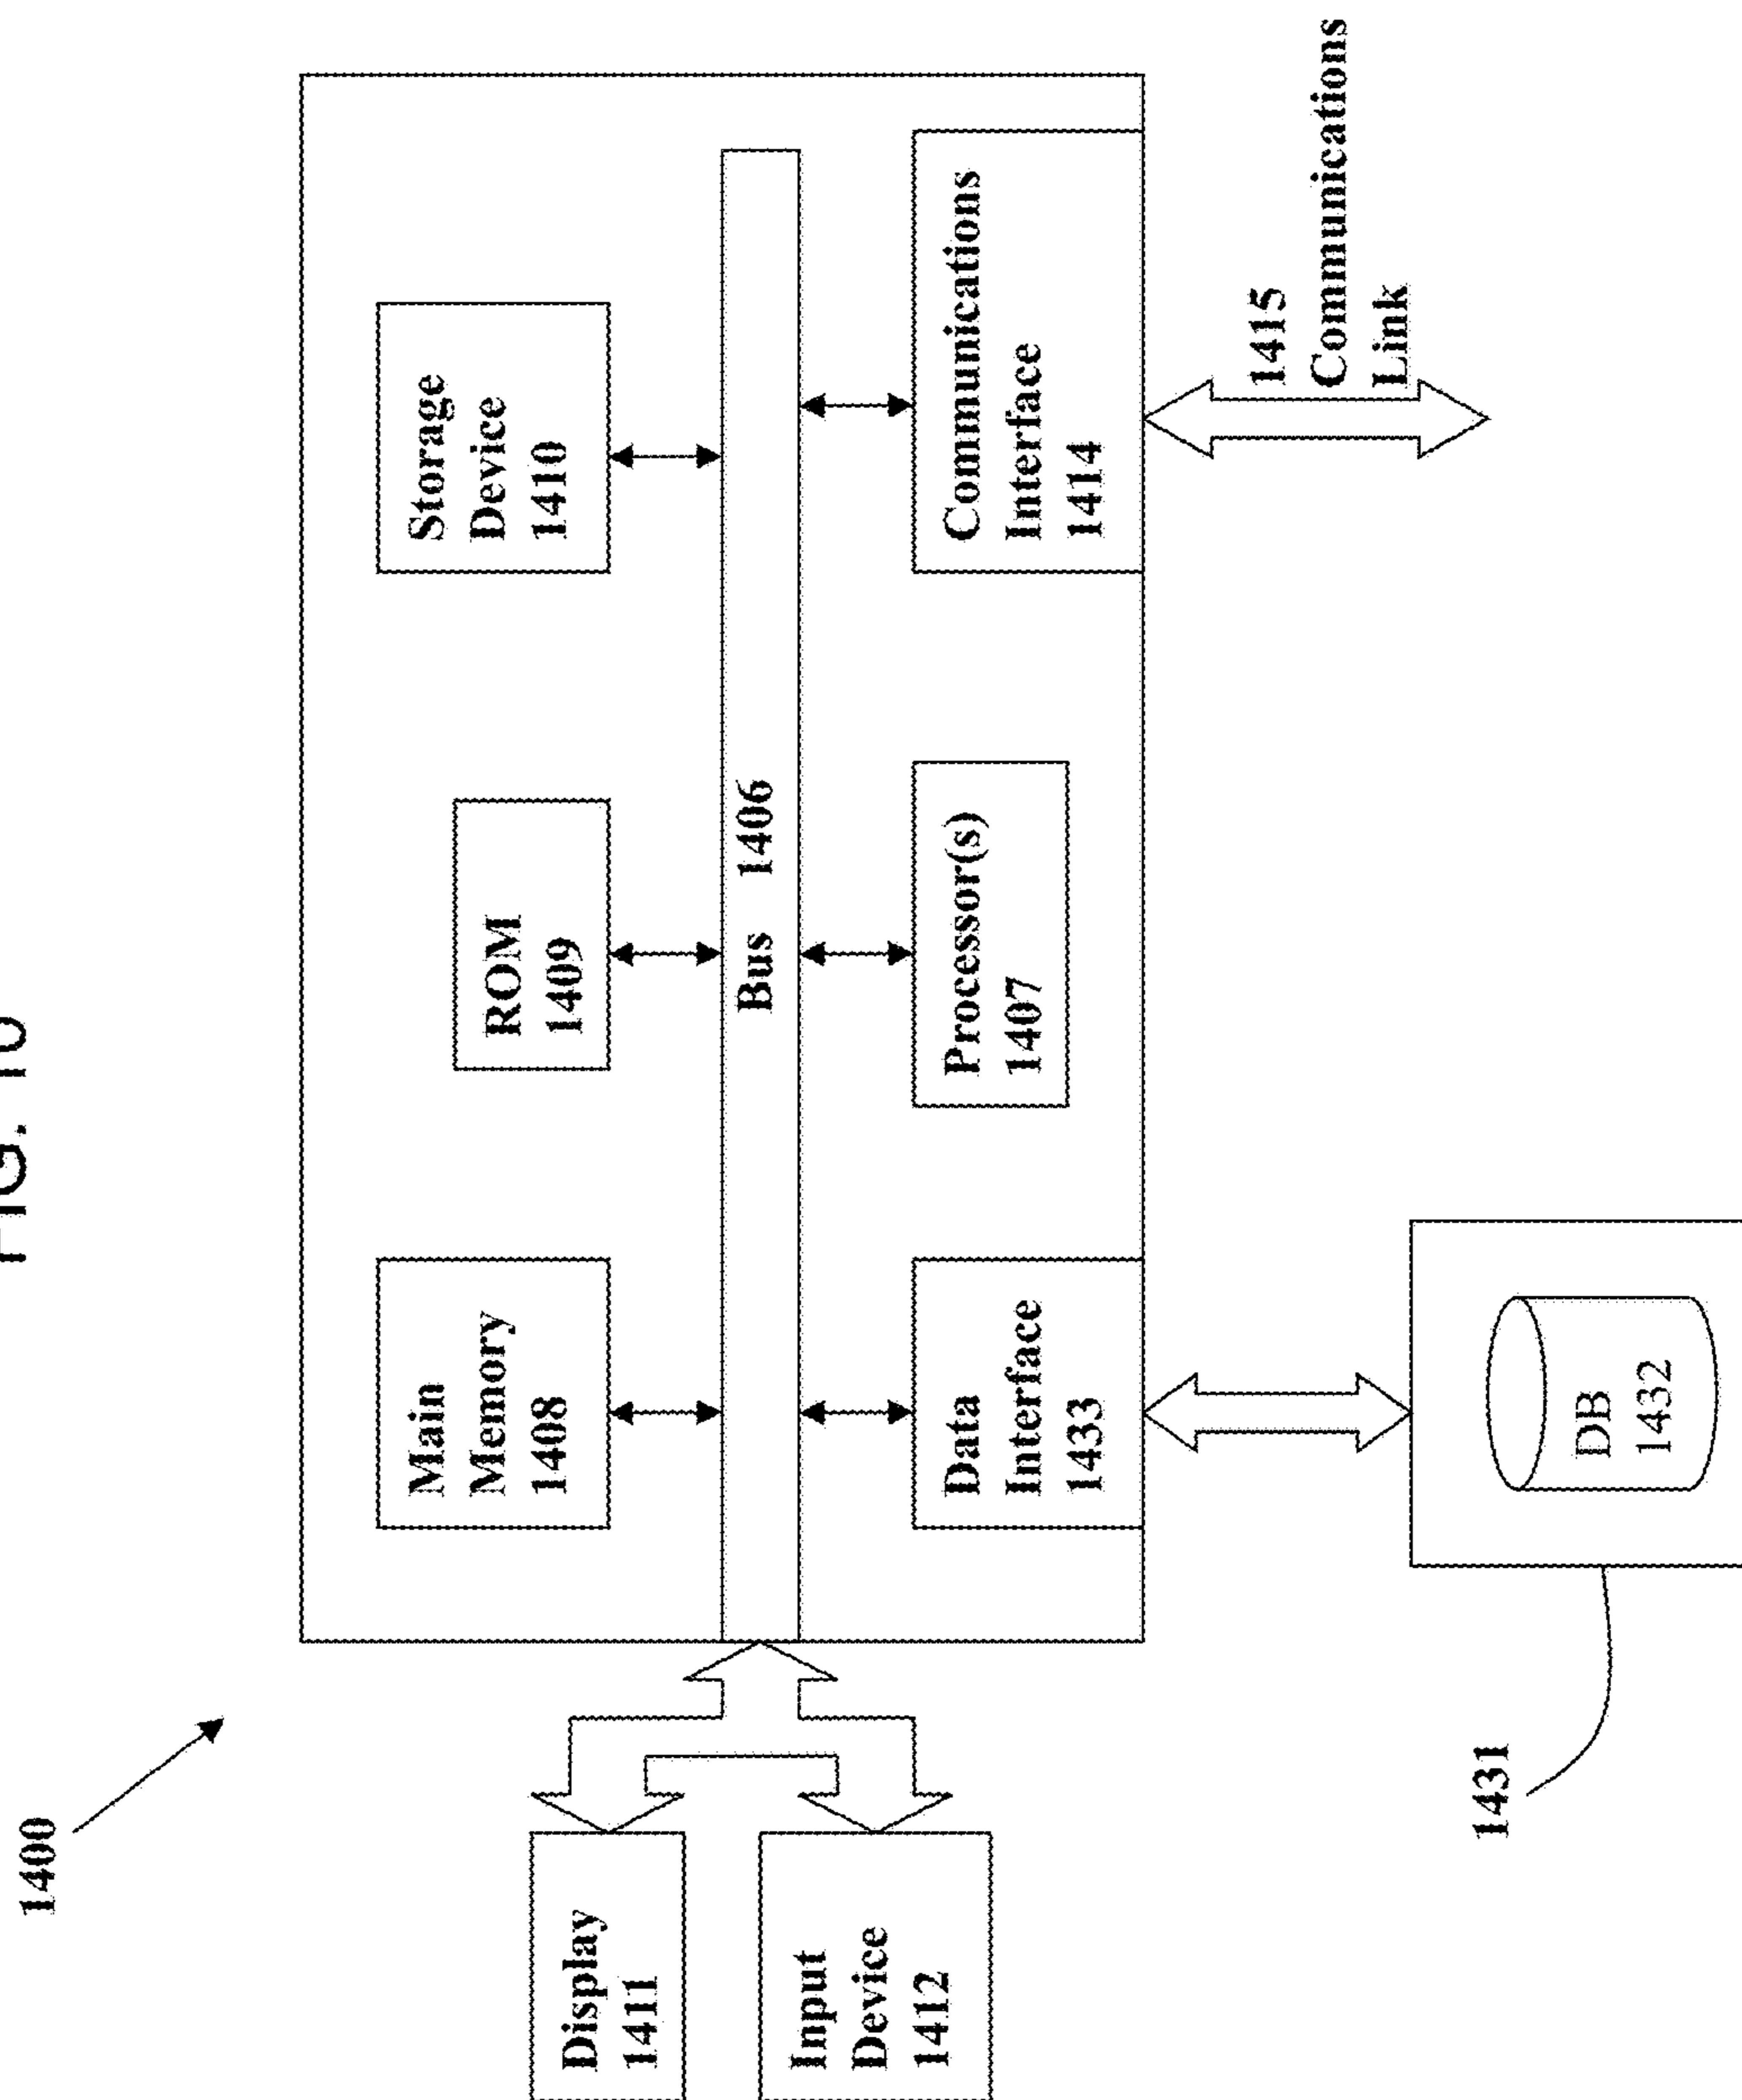 FIG.
1400
Main
Memory
1408
ROM
1409
Storage
Device
1410
Display
1411
Bus 1406
Input
Device
1412
Data
Interface
1433
Processor(s)
1407
Communications
Interface
1414
1415
Communications
Link
1431
DB
1432